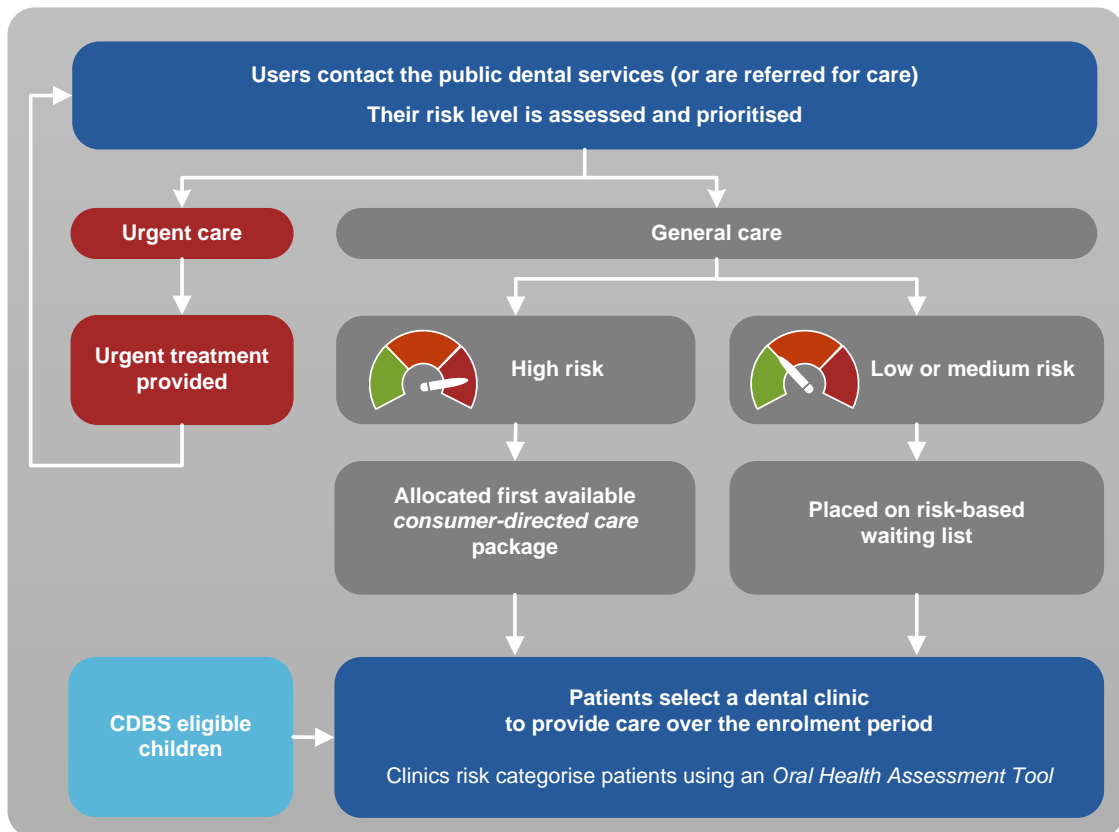 Users contact the public dental services (or are referred for care)
Their risk level is assessed and prioritised
Urgent care
General care
Urgent treatment
provided
High risk
Low or medium risk
Allocated first available
consumer-directed care
package
Placed on risk-based
waiting list
CDBS eligible
children
Patients select a dental clinic
to provide care over the enrolment period
Clinics risk categorise patients using an Oral Health Assessment Tool